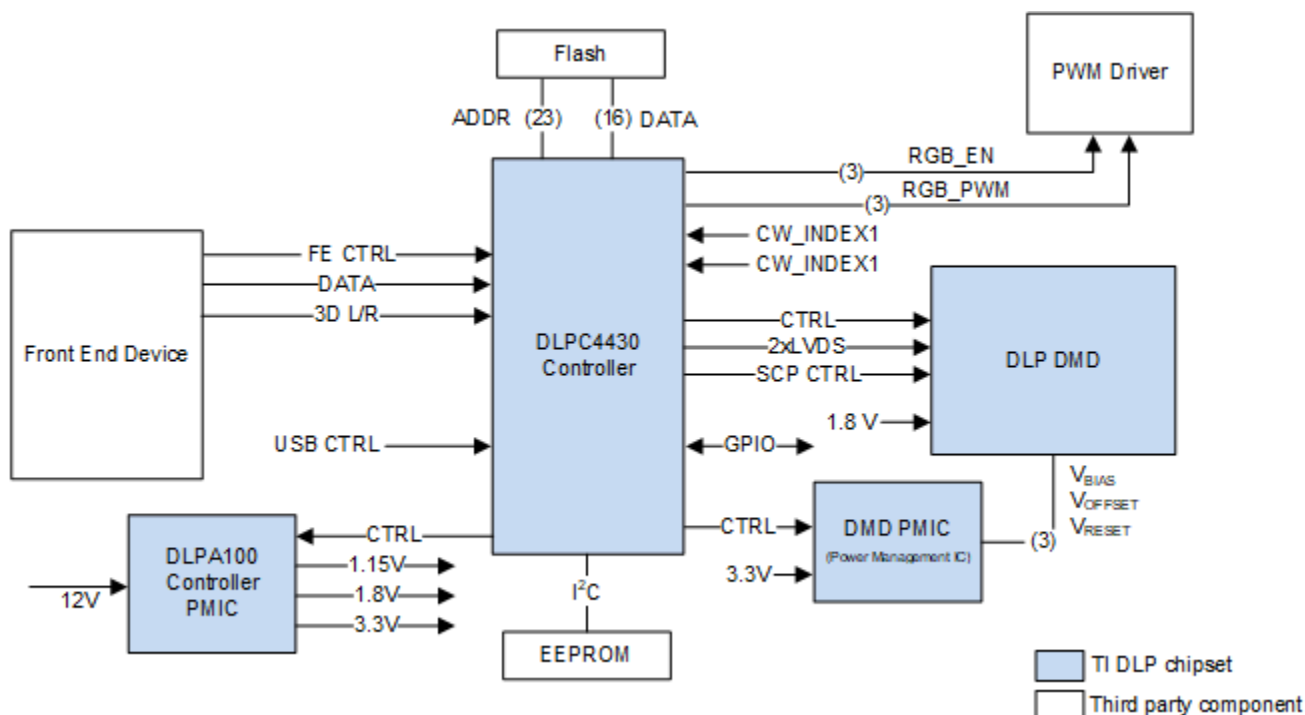 Flash
PWM Driver
ADDR (23) (16) DATA
RGB_EN
(3)
RGB_PWM
(3)
CW_INDEX1
CW_INDEX1
Front End Device
FE CTRL
DATA
3D L/R
DLPC4430
Controller
CTRL
2xLVDS
SCP CTRL
DLP DMD
1.8 V
USB CTRL
GPIO
VBIAS
VOFFSET
VRESET
(3)
CTRL
DMD PMIC
(Power Management IC)
3.3V
CTRL
DLPA100
Controller
PMIC
12V
1.15V
1.8V
3.3V
I²C
EEPROM
TI DLP chipset
Third party component